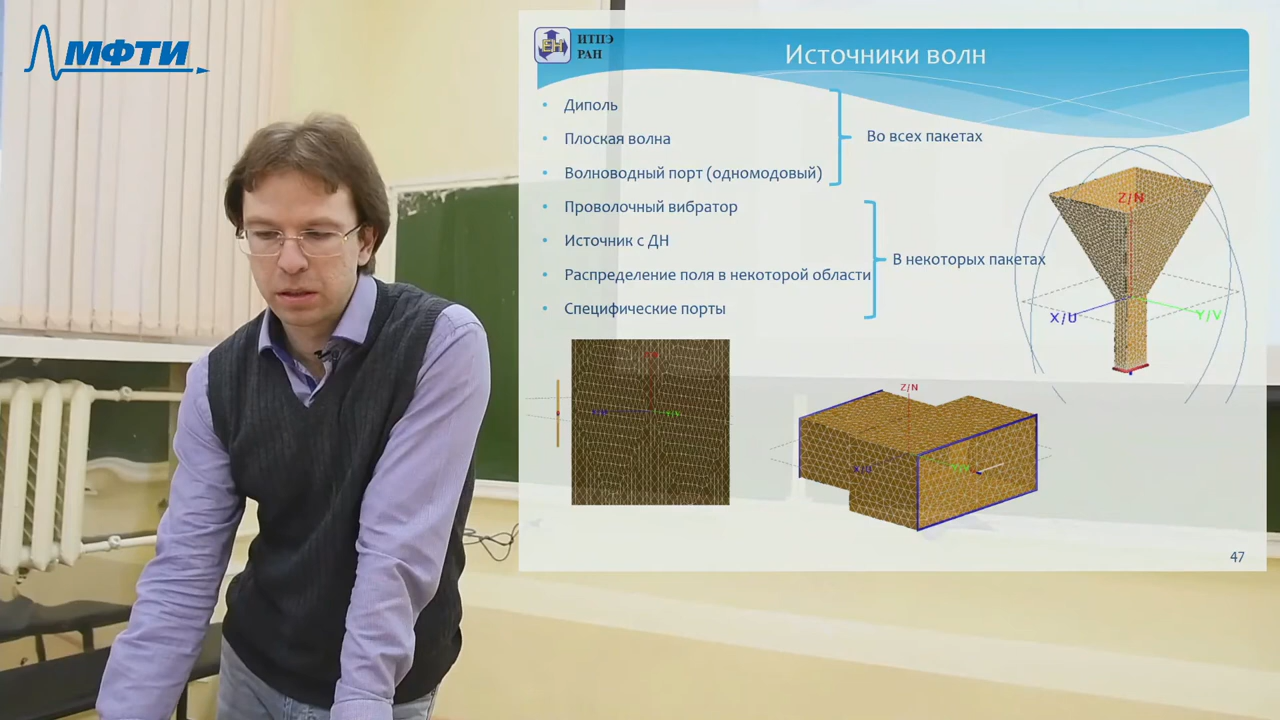 МФТИ
ИТПЭ
РАН
Источники волн
• Диполь
• Плоская волна
• Волноводный порт (одномодовый)
Во всех пакетах
• Проволочный вибратор
• Источник с ДН
• Распределение поля в некоторой области
• Специфические порты
В некоторых пакетах
Z/N
X/U
Y/V
Z/N
47